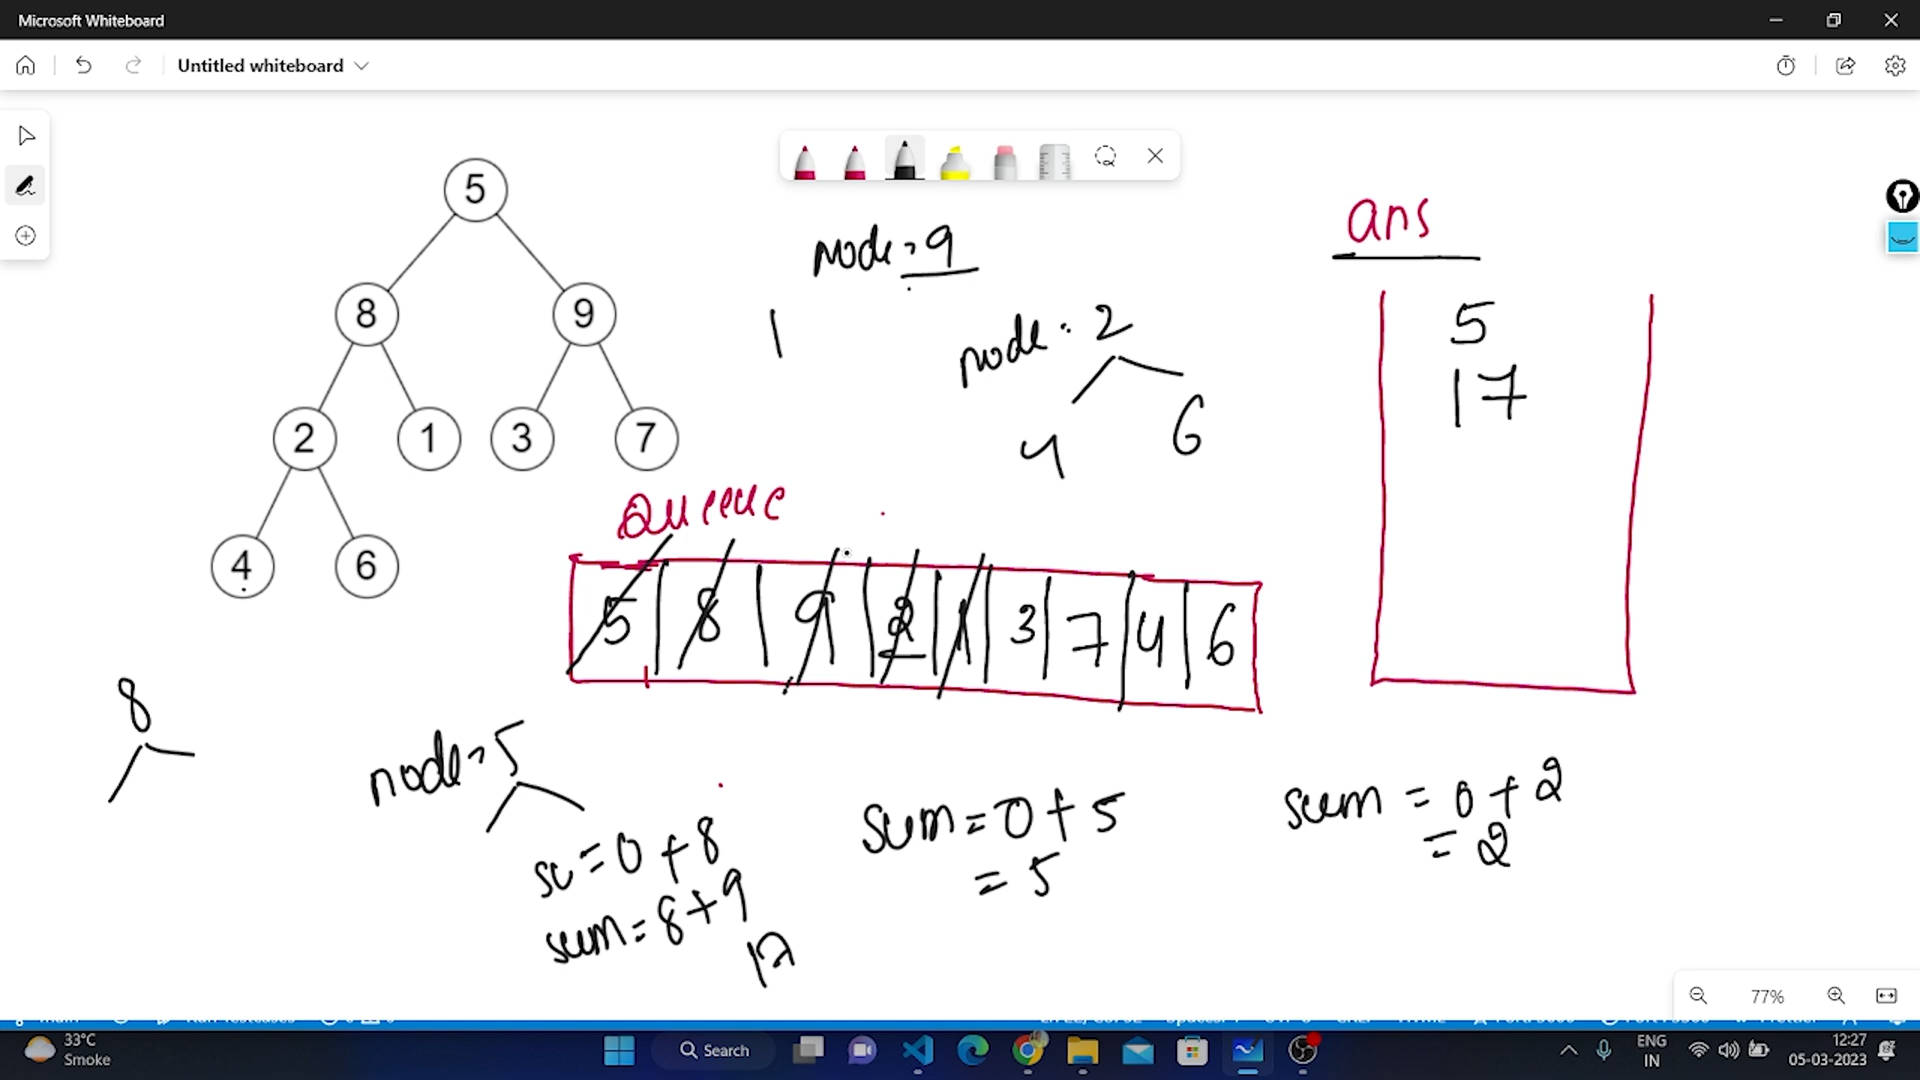 Microsoft Whiteboard
Untitled whiteboard
5
8 9
2 1 3 7
4 6
node = 9
1
node = 2
4 6
ans
5
17
Queue
5 8 9 2 1 3 7 4 6
8
node = 5
su = 0 + 8
sum = 8 + 9
17
sum = 0 + 5
= 5
sum = 0 + 2
= 2
77%
33°C
Smoke
Search
ENG
IN
12:27
05-03-2023